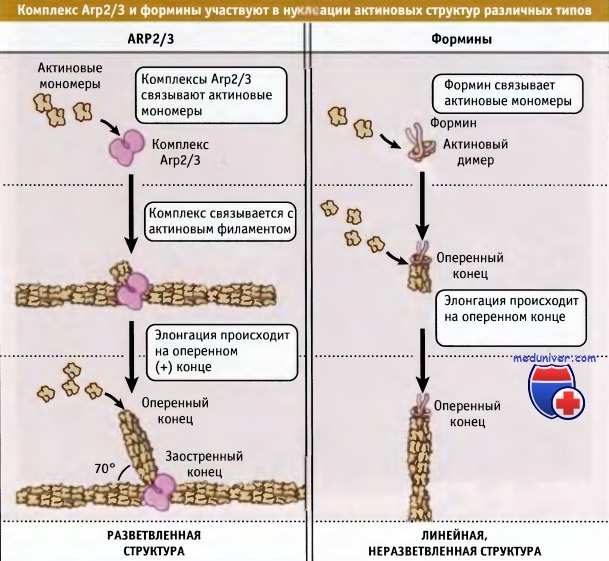 Комплекс Arp2/3 и формины участвуют в нуклеации актиновых структур различных типов
ARP2/3
Актиновые
мономеры
Комплексы Arp2/3
связывают актиновые
мономеры
Комплекс
Arp2/3
Комплекс связывается с
актиновым филаментом
Элонгация происходит
на оперенном
(+) конце
Оперенный
конец
70°
Заостренный
конец
РАЗВЕТВЛЕННАЯ
СТРУКТУРА
Формины
Формин связывает
актиновые мономеры
Формин
Актиновый
димер
Оперенный
конец
Элонгация происходит
на оперенном конце
meduniver.com
Оперенный
конец
ЛИНЕЙНАЯ,
НЕРАЗВЕТВЛЕННАЯ СТРУКТУРА